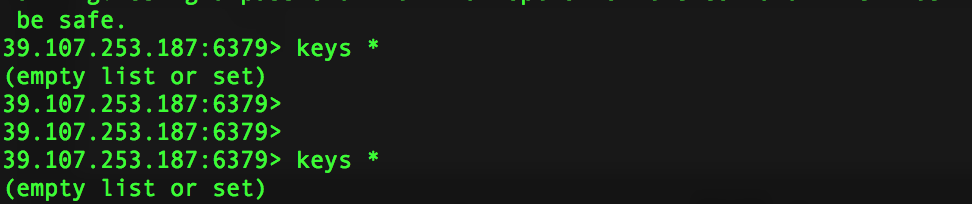 be safe.
39.107.253.187:6379> keys *
(empty list or set)
39.107.253.187:6379>
39.107.253.187:6379>
39.107.253.187:6379> keys *
(empty list or set)